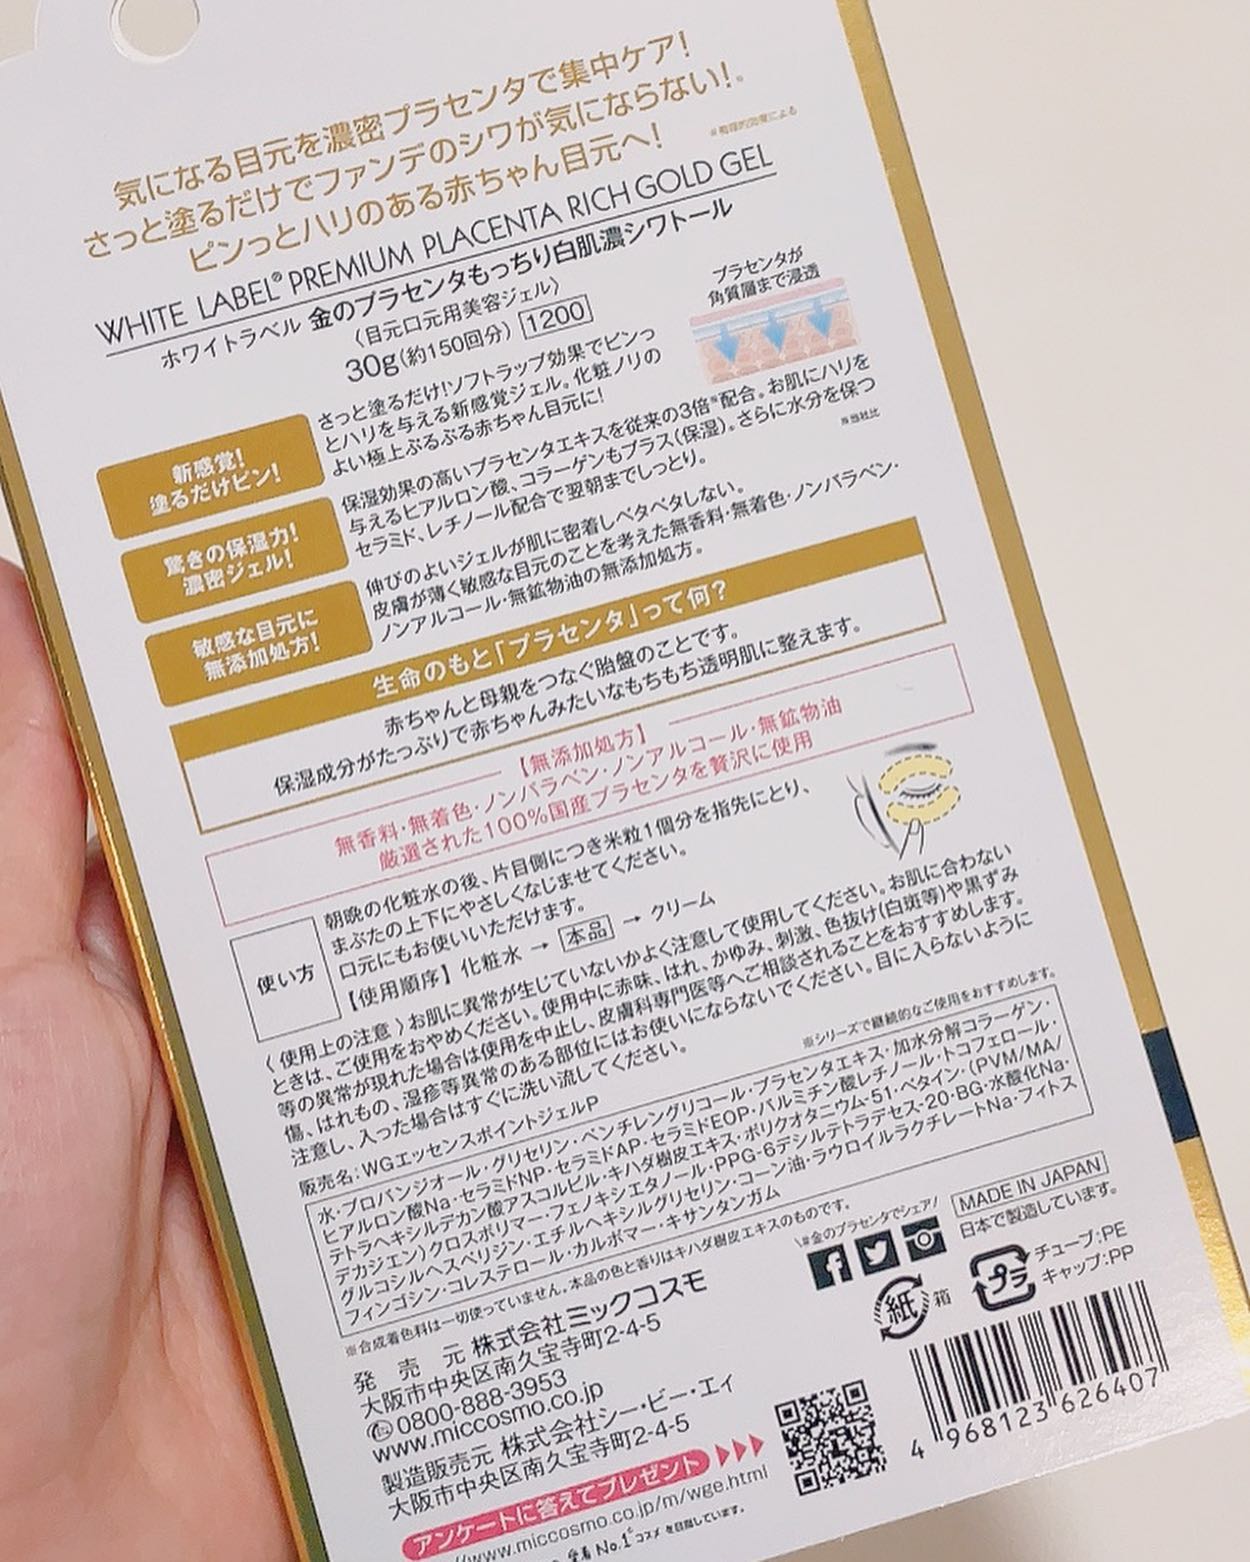 気になる目元を濃密プラセンタで集中ケア!
さっと塗るだけでファンデのシワが気にならない!※
ピンっとハリのある赤ちゃん目元へ!
WHITE LABEL® PREMIUM PLACENTA RICH GOLD GEL
ホワイトラベル 金のプラセンタもっちり白肌濃シワトール
〈目元口元用美容ジェル〉
30g(約150回分) 1200
プラセンタが
角質層まで浸透
新感覚!
塗るだけピン!
さっと塗るだけ!ソフトラップ効果でピンっ
とハリを与える新感覚ジェル。化粧ノリの
よい極上ぷるぷる赤ちゃん目元に!
驚きの保湿力!
濃密ジェル!
保湿効果の高いプラセンタエキスを従来の3倍※配合。お肌にハリを
与えるヒアルロン酸、コラーゲンもプラス(保湿)。さらに水分を保つ
セラミド、レチノール配合で翌朝までしっとり。
※当社比
敏感な目元に
無添加処方!
伸びのよいジェルが肌に密着しベタベタしない。
皮膚が薄く敏感な目元のことを考えた無香料・無着色・ノンパラベン・
ノンアルコール・無鉱物油の無添加処方。
生命のもと「プラセンタ」って何?
赤ちゃんと母親をつなぐ胎盤のことです。
保湿成分がたっぷりで赤ちゃんみたいなもちもち透明肌に整えます。
【無添加処方】
無香料・無着色・ノンパラベン・ノンアルコール・無鉱物油
厳選された100%国産プラセンタを贅沢に使用
使い方
朝晩の化粧水の後、片目側につき米粒1個分を指先にとり、
まぶたの上下にやさしくなじませてください。
口元にもお使いいただけます。
【使用順序】化粧水 → 本品 → クリーム
〈使用上の注意〉お肌に異常が生じていないかよく注意して使用してください。お肌に合わない
ときは、ご使用をおやめください。使用中に赤味、はれ、かゆみ、刺激、色抜け(白斑等)や黒ずみ
等の異常が現れた場合は使用を中止し、皮膚科専門医等へご相談されることをおすすめします。
傷、はれもの、湿疹等異常のある部位にはお使いにならないでください。目に入らないように
注意し、入った場合はすぐに洗い流してください。
※シリーズで継続的なご使用をおすすめします。
販売名:WGエッセンスポイントジェルP
水・プロパンジオール・グリセリン・ペンチレングリコール・プラセンタエキス・加水分解コラーゲン・
ヒアルロン酸Na・セラミドNP・セラミドAP・セラミドEOP・パルミチン酸レチノール・トコフェロール・
テトラヘキシルデカン酸アスコルビル・キハダ樹皮エキス・ポリクオタニウム-51・ベタイン・(PVM/MA/
デカジエン)クロスポリマー・フェノキシエタノール・PPG-6デシルテトラデセス-20・BG・水酸化Na・
グルコシルヘスペリジン・エチルヘキシルグリセリン・コーン油・ラウロイルラクチレートNa・フィトス
フィンゴシン・コレステロール・カルボマー・キサンタンガム
※合成着色料は一切使っていません。本品の色と香りはキハダ樹皮エキスのものです。
\#金のプラセンタでシェア/
MADE IN JAPAN
日本で製造しています。
紙 箱
プラ
チューブ:PE
キャップ:PP
発売元 株式会社ミックコスモ
大阪市中央区南久宝寺町2-4-5
0800-888-3953
www.miccosmo.co.jp
製造販売元 株式会社シー・ビー・エィ
大阪市中央区南久宝寺町2-4-5
アンケートに答えてプレゼント
//www.miccosmo.co.jp/m/wge.html
No.1 コスメ を目指しています。
4 968123 626407